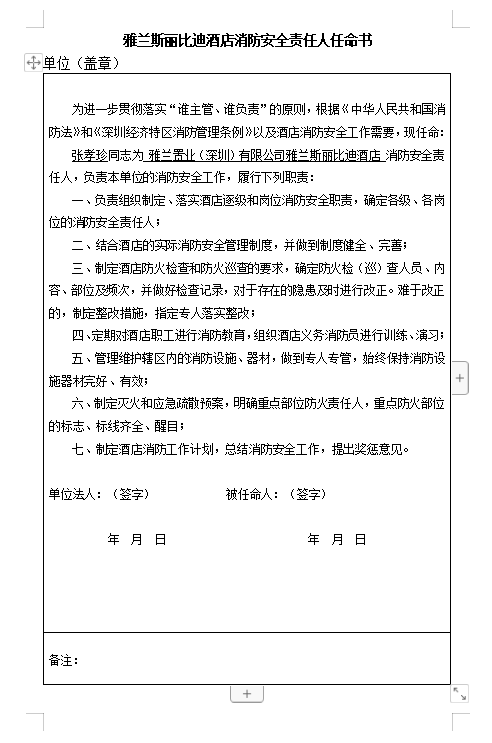 雅兰斯丽比迪酒店消防安全责任人任命书
单位（盖章）
为进一步贯彻落实“谁主管、谁负责”的原则，根据《中华人民共和国消
防法》和《深圳经济特区消防管理条例》以及酒店消防安全工作需要，现任命：
张孝珍同志为 雅兰置业（深圳）有限公司雅兰斯丽比迪酒店 消防安全责
任人，负责本单位的消防安全工作，履行下列职责：
一、负责组织制定、落实酒店逐级和岗位消防安全职责，确定各级、各岗
位的消防安全责任人；
二、结合酒店的实际消防安全管理制度，并做到制度健全、完善；
三、制定酒店防火检查和防火巡查的要求，确定防火检（巡）查人员、内
容、部位及频次，并做好检查记录，对于存在的隐患及时进行改正。难于改正
的，制定整改措施，指定专人落实整改；
四、定期对酒店职工进行消防教育，组织酒店义务消防员进行训练、演习；
五、管理维护辖区内的消防设施、器材，做到专人专管，始终保持消防设
施器材完好、有效；
六、制定灭火和应急疏散预案，明确重点部位防火责任人，重点防火部位
的标志、标线齐全、醒目；
七、制定酒店消防工作计划，总结消防安全工作，提出奖惩意见。
单位法人：（签字） 被任命人：（签字）
年 月 日 年 月 日
备注：